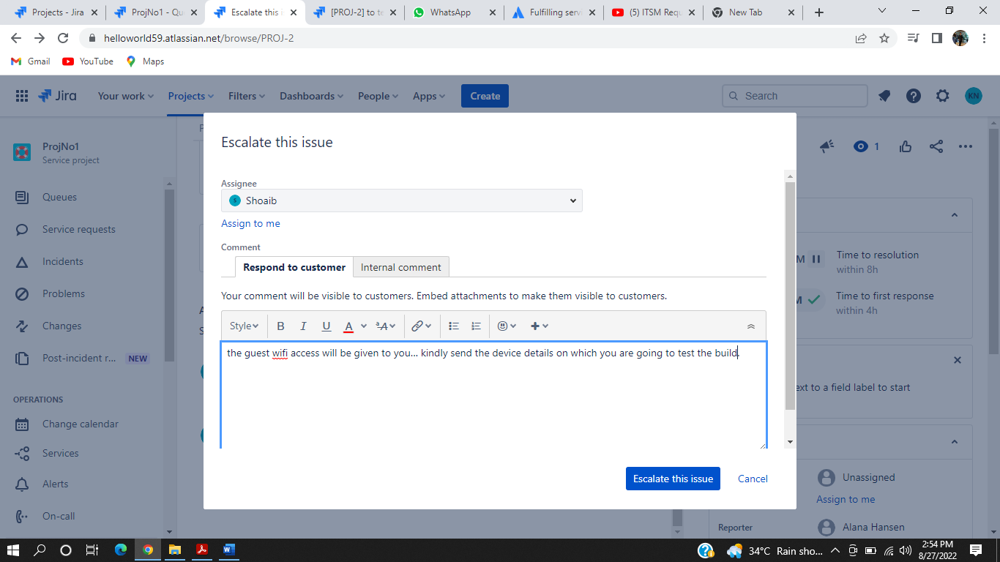 Projects - Jira
ProjNo1 - Qu
Escalate this i
[PROJ-2] to te
WhatsApp
Fulfilling serv
(5) ITSM Req
New Tab
helloworld59.atlassian.net/browse/PROJ-2
Gmail YouTube Maps
Jira Your work Projects Filters Dashboards People Apps Create Search KN
ProjNo1
Service project
Queues
Service requests
Incidents
Problems
Changes
Post-incident r... NEW
OPERATIONS
Change calendar
Services
Alerts
On-call
Escalate this issue
Assignee
S Shoaib
Assign to me
Comment
Respond to customer Internal comment
Your comment will be visible to customers. Embed attachments to make them visible to customers.
Style B I U A ªA
the guest wifi access will be given to you... kindly send the device details on which you are going to test the build.
Escalate this issue Cancel
1
M Time to resolution
within 8h
M Time to first response
within 4h
ext to a field label to start
Unassigned
Assign to me
Reporter Alana Hansen
34°C Rain sho... 2:54 PM
8/27/2022